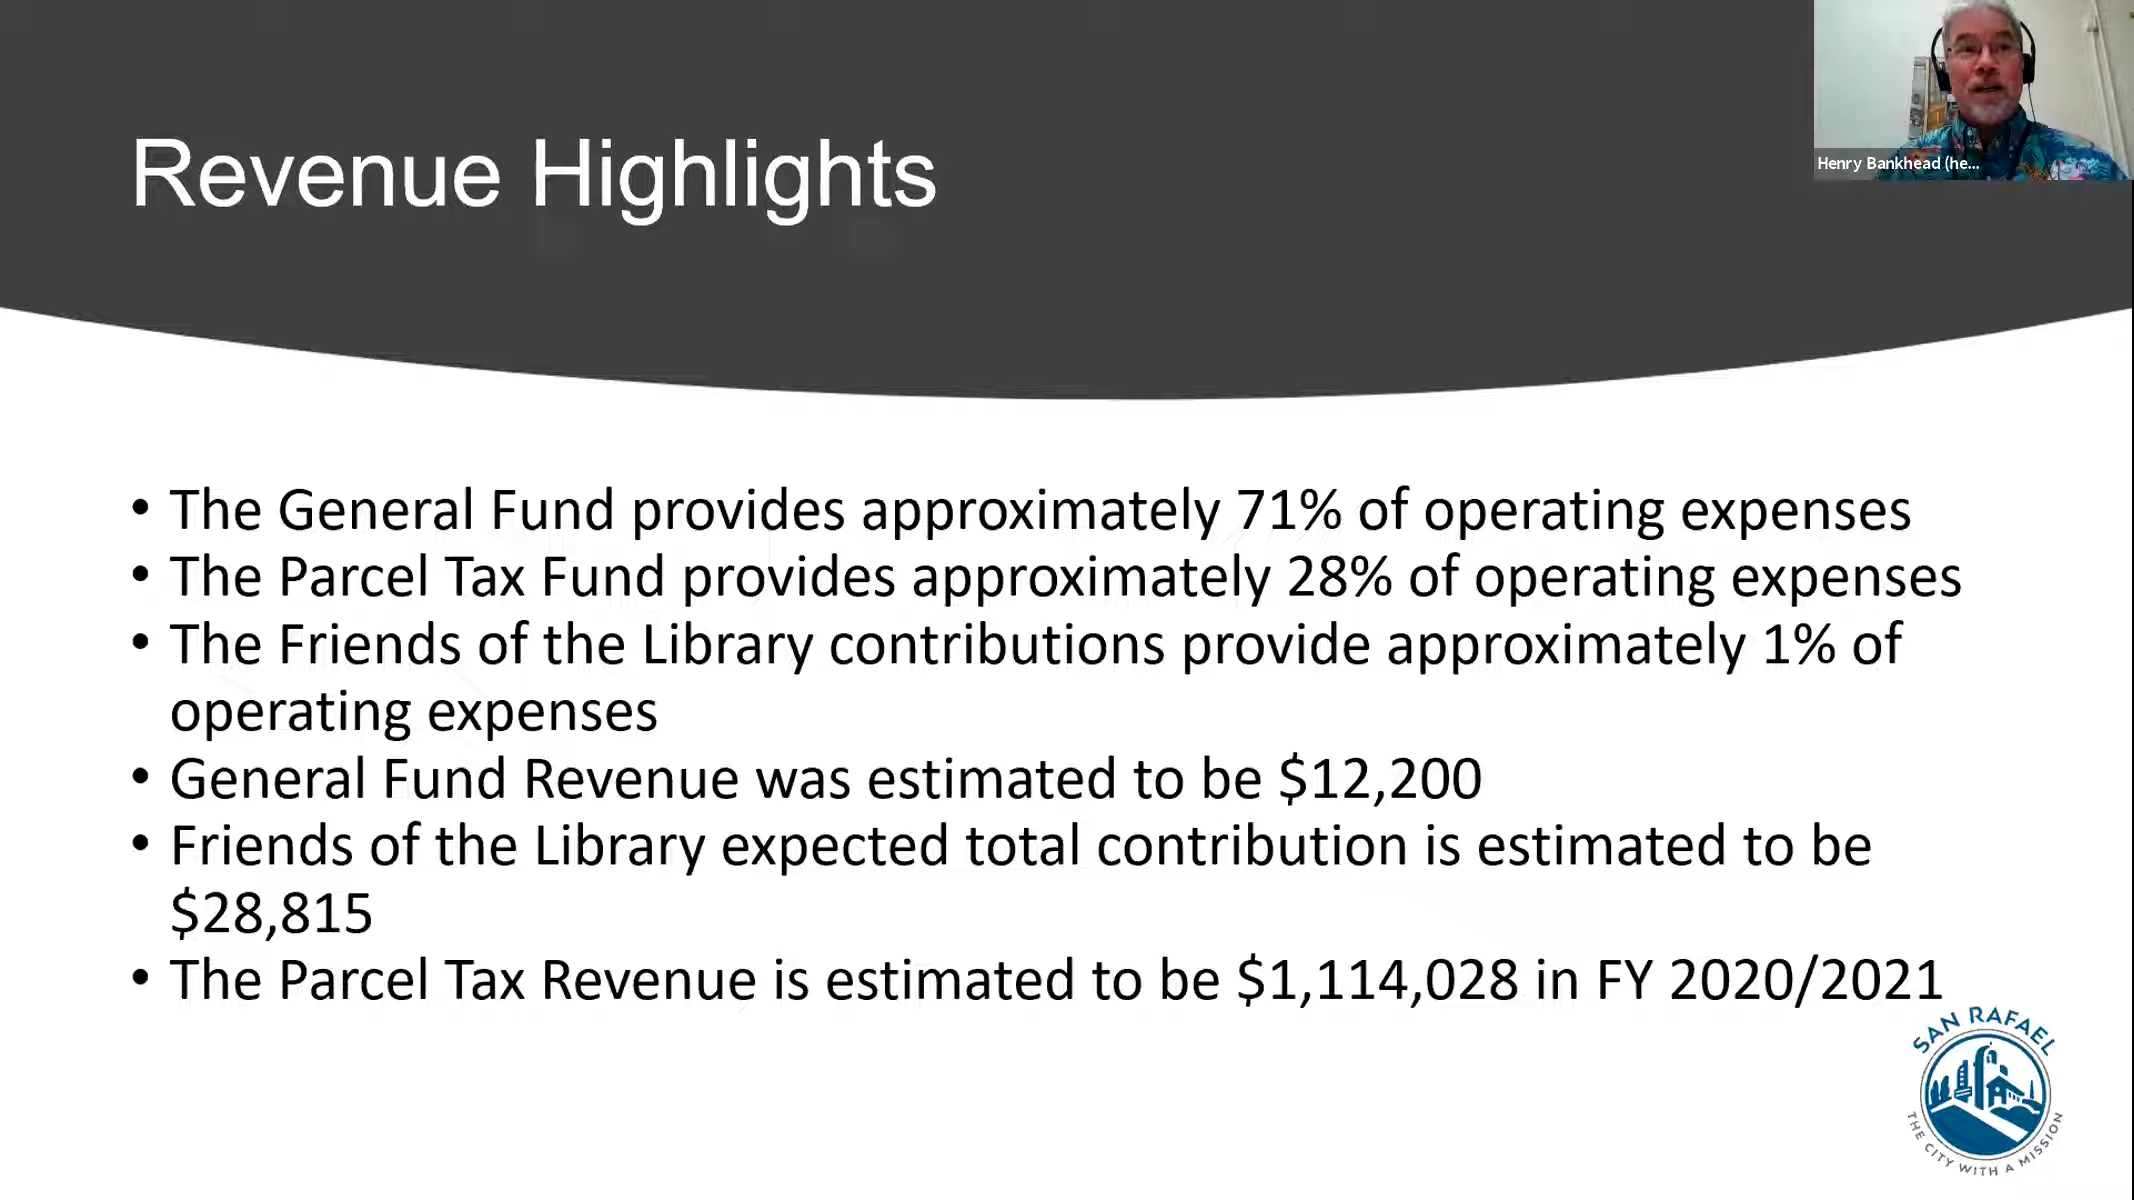 Revenue Highlights
Henry Bankhead (he...
• The General Fund provides approximately 71% of operating expenses
• The Parcel Tax Fund provides approximately 28% of operating expenses
• The Friends of the Library contributions provide approximately 1% of
operating expenses
• General Fund Revenue was estimated to be $12,200
• Friends of the Library expected total contribution is estimated to be
$28,815
• The Parcel Tax Revenue is estimated to be $1,114,028 in FY 2020/2021
SAN RAFAEL
THE CITY WITH A MISSION